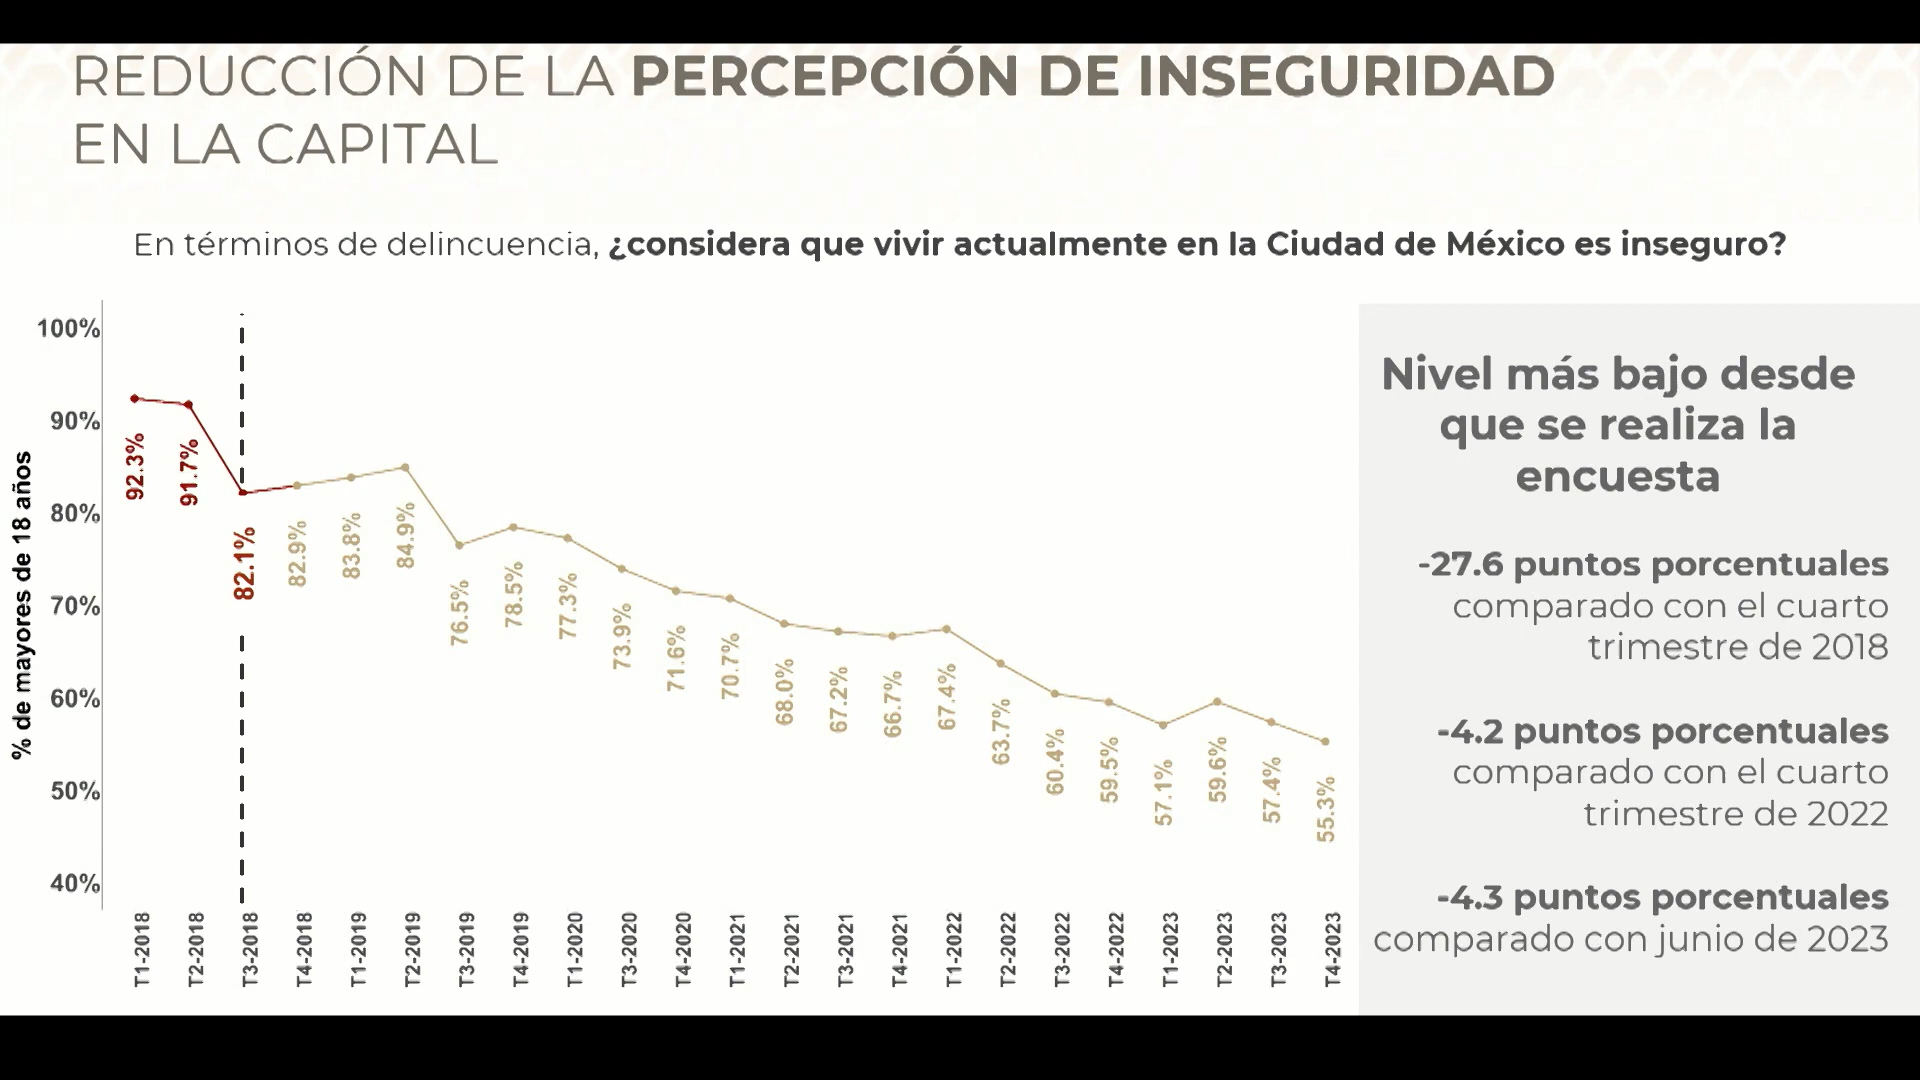 REDUCCIÓN DE LA PERCEPCIÓN DE INSEGURIDAD
EN LA CAPITAL
En términos de delincuencia, ¿considera que vivir actualmente en la Ciudad de México es inseguro?
% de mayores de 18 años
100%
90%
80%
70%
60%
50%
40%
92.3%
91.7%
82.1%
82.9%
83.8%
84.9%
76.5%
78.5%
77.3%
73.9%
71.6%
70.7%
68.0%
67.2%
66.7%
67.4%
63.7%
60.4%
59.5%
57.1%
59.6%
57.4%
55.3%
T1-2018
T2-2018
T3-2018
T4-2018
T1-2019
T2-2019
T3-2019
T4-2019
T1-2020
T3-2020
T4-2020
T1-2021
T2-2021
T3-2021
T4-2021
T1-2022
T2-2022
T3-2022
T4-2022
T1-2023
T2-2023
T3-2023
T4-2023
Nivel más bajo desde
que se realiza la
encuesta
-27.6 puntos porcentuales
comparado con el cuarto
trimestre de 2018
-4.2 puntos porcentuales
comparado con el cuarto
trimestre de 2022
-4.3 puntos porcentuales
comparado con junio de 2023